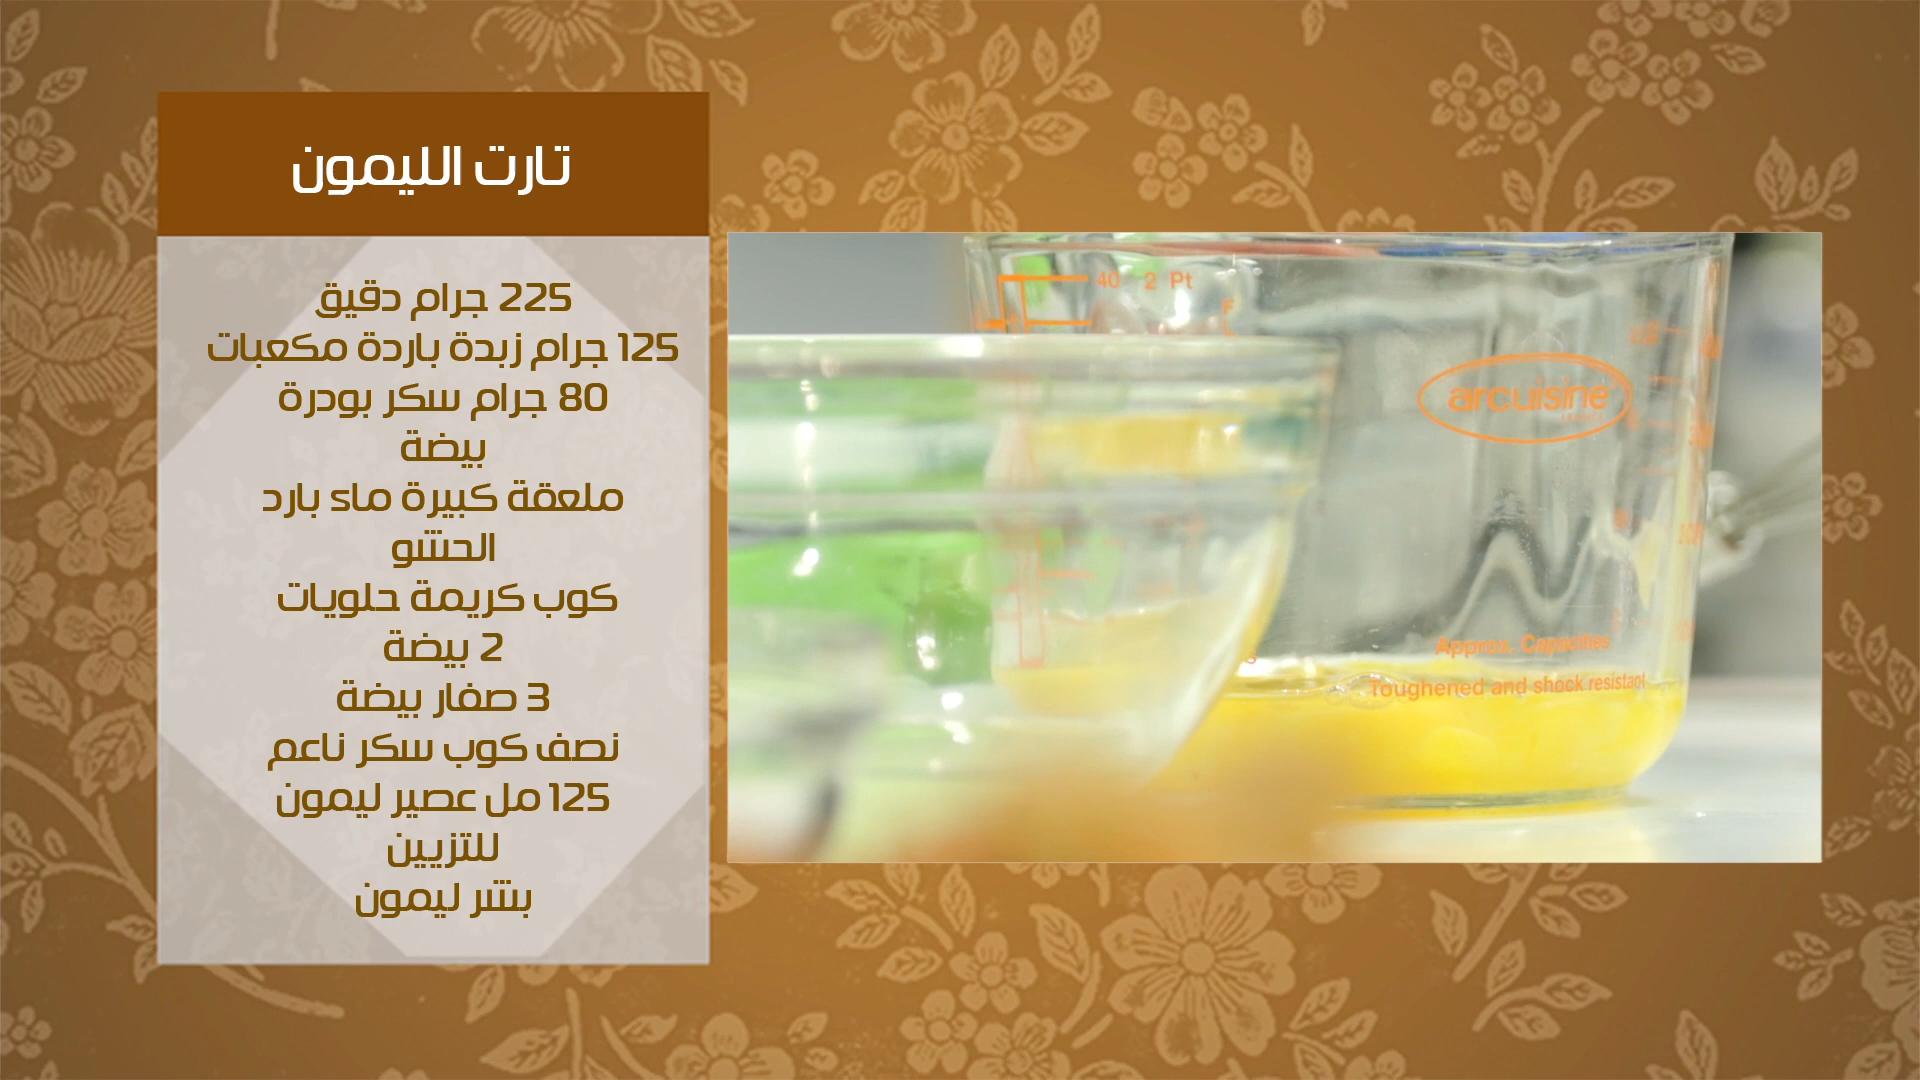 تارت الليمون
225 جرام دقيق
125 جرام زبدة باردة مكعبات
80 جرام سكر بودرة
بيضة
ملعقة كبيرة ماء بارد
الحشو
كوب كريمة حلويات
2 بيضة
3 صفار بيضة
نصف كوب سكر ناعم
125 مل عصير ليمون
للتزيين
بشر ليمون
40 2 Pt
arcuisine
Approx. Capacities
Toughened and shock resistant